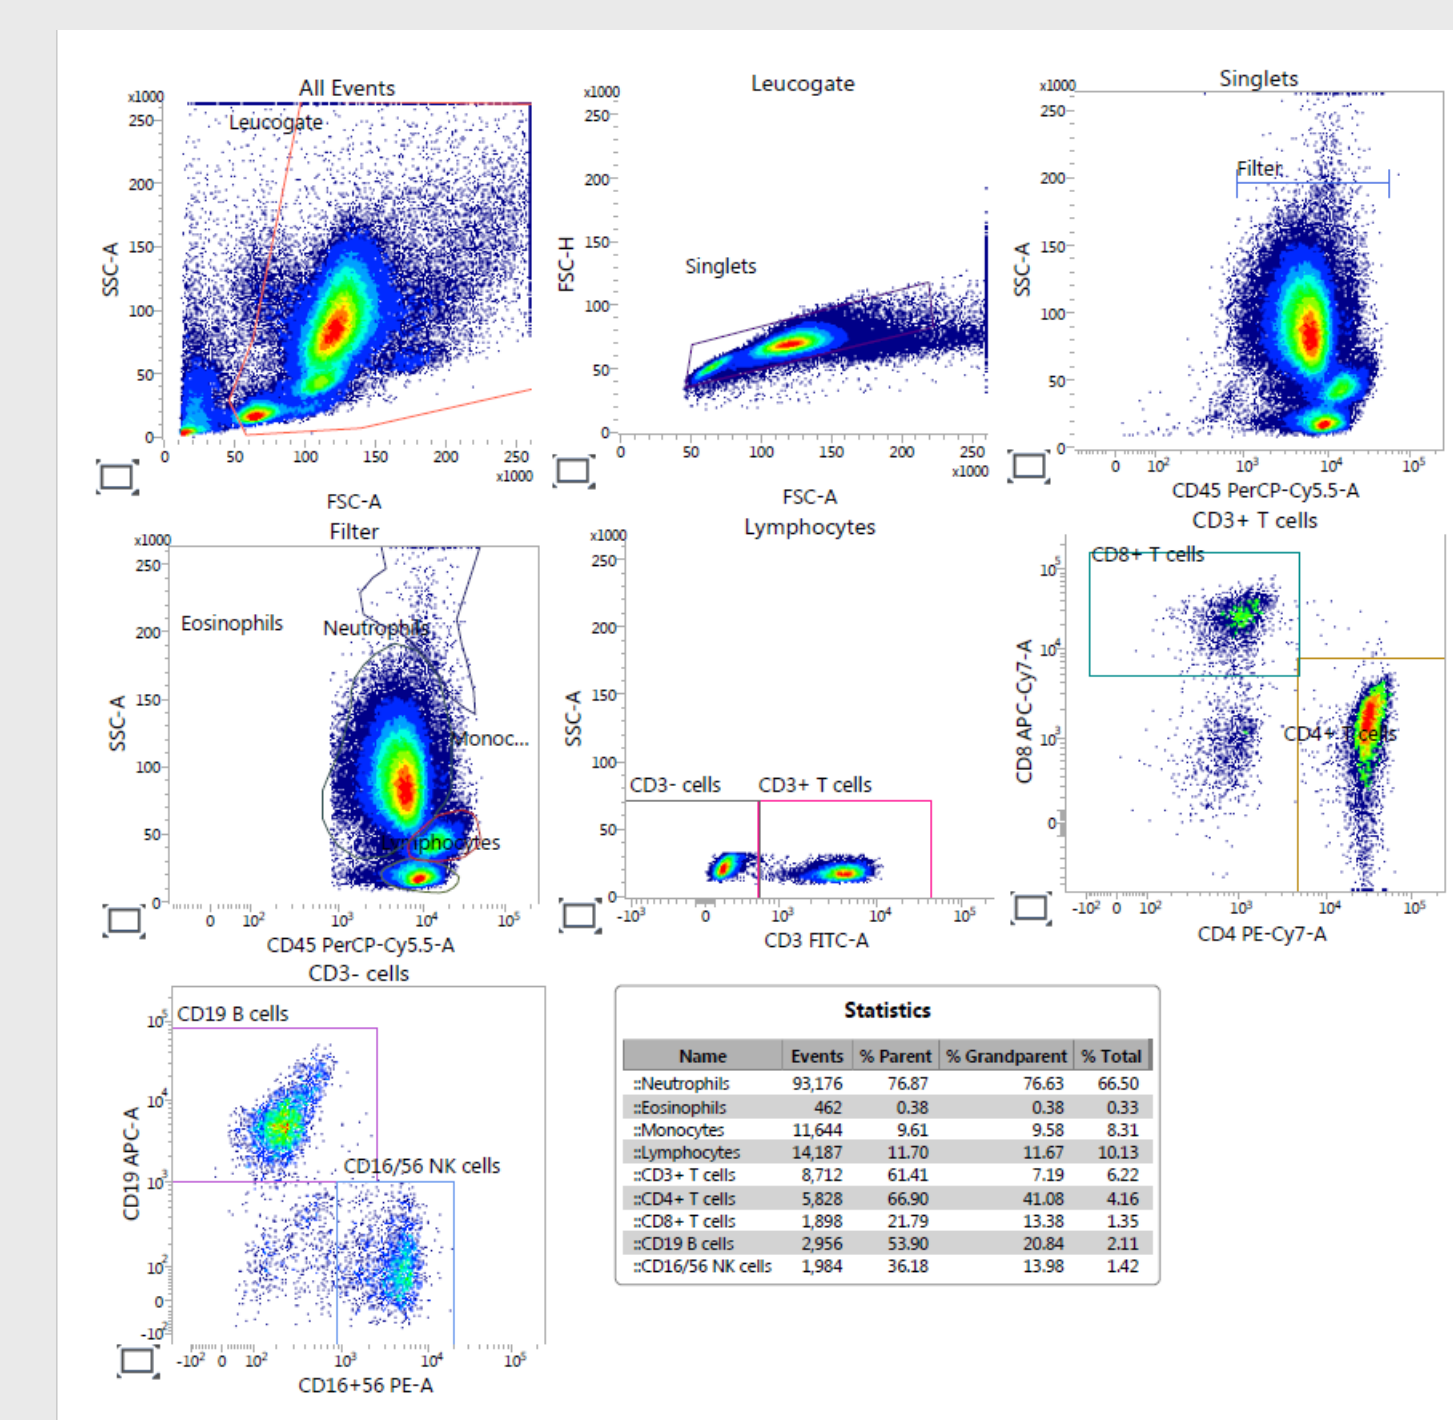 All Events
x1000
250
200
150
100
50
0
SSC-A
Leucogate
0 50 100 150 200 250
x1000
FSC-A
Leucogate
x1000
250
200
150
100
50
0
FSC-H
Singlets
0 50 100 150 200 250
x1000
FSC-A
Singlets
x1000
250
200
150
100
50
0
SSC-A
Filter
0 10² 10³ 10⁴ 10⁵
CD45 PerCP-Cy5.5-A
Filter
x1000
250
200
150
100
50
0
SSC-A
Eosinophils
Neutrophils
Monoc...
Lymphocytes
0 10² 10³ 10⁴ 10⁵
CD45 PerCP-Cy5.5-A
Lymphocytes
x1000
250
200
150
100
50
0
SSC-A
CD3- cells
CD3+ T cells
-10³ 0 10³ 10⁴ 10⁵
CD3 FITC-A
CD3+ T cells
10⁵
10⁴
10³
0
CD8 APC-Cy7-A
CD8+ T cells
CD4+ T cells
-10² 0 10² 10³ 10⁴ 10⁵
CD4 PE-Cy7-A
CD3- cells
10⁵
10⁴
10³
10²
0
-10²
CD19 APC-A
CD19 B cells
CD16/56 NK cells
-10² 0 10² 10³ 10⁴ 10⁵
CD16+56 PE-A
Statistics
Name Events % Parent % Grandparent % Total
::Neutrophils 93,176 76.87 76.63 66.50
::Eosinophils 462 0.38 0.38 0.33
::Monocytes 11,644 9.61 9.58 8.31
::Lymphocytes 14,187 11.70 11.67 10.13
::CD3+ T cells 8,712 61.41 7.19 6.22
::CD4+ T cells 5,828 66.90 41.08 4.16
::CD8+ T cells 1,898 21.79 13.38 1.35
::CD19 B cells 2,956 53.90 20.84 2.11
::CD16/56 NK cells 1,984 36.18 13.98 1.42